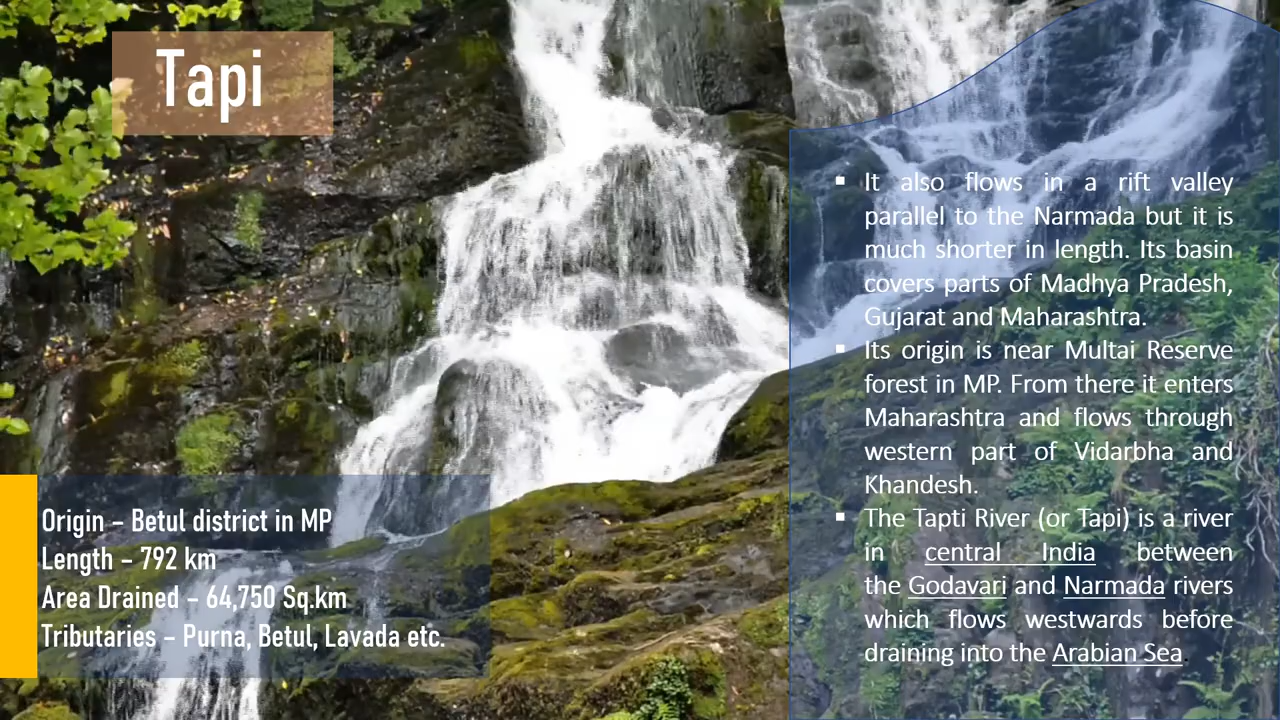 Tapi
It also flows in a rift valley
parallel to the Narmada but it is
much shorter in length. Its basin
covers parts of Madhya Pradesh,
Gujarat and Maharashtra.
Its origin is near Multai Reserve
forest in MP. From there it enters
Maharashtra and flows through
western part of Vidarbha and
Khandesh.
The Tapti River (or Tapi) is a river
in central India between
the Godavari and Narmada rivers
which flows westwards before
draining into the Arabian Sea.
Origin – Betul district in MP
Length – 792 km
Area Drained – 64,750 Sq.km
Tributaries – Purna, Betul, Lavada etc.